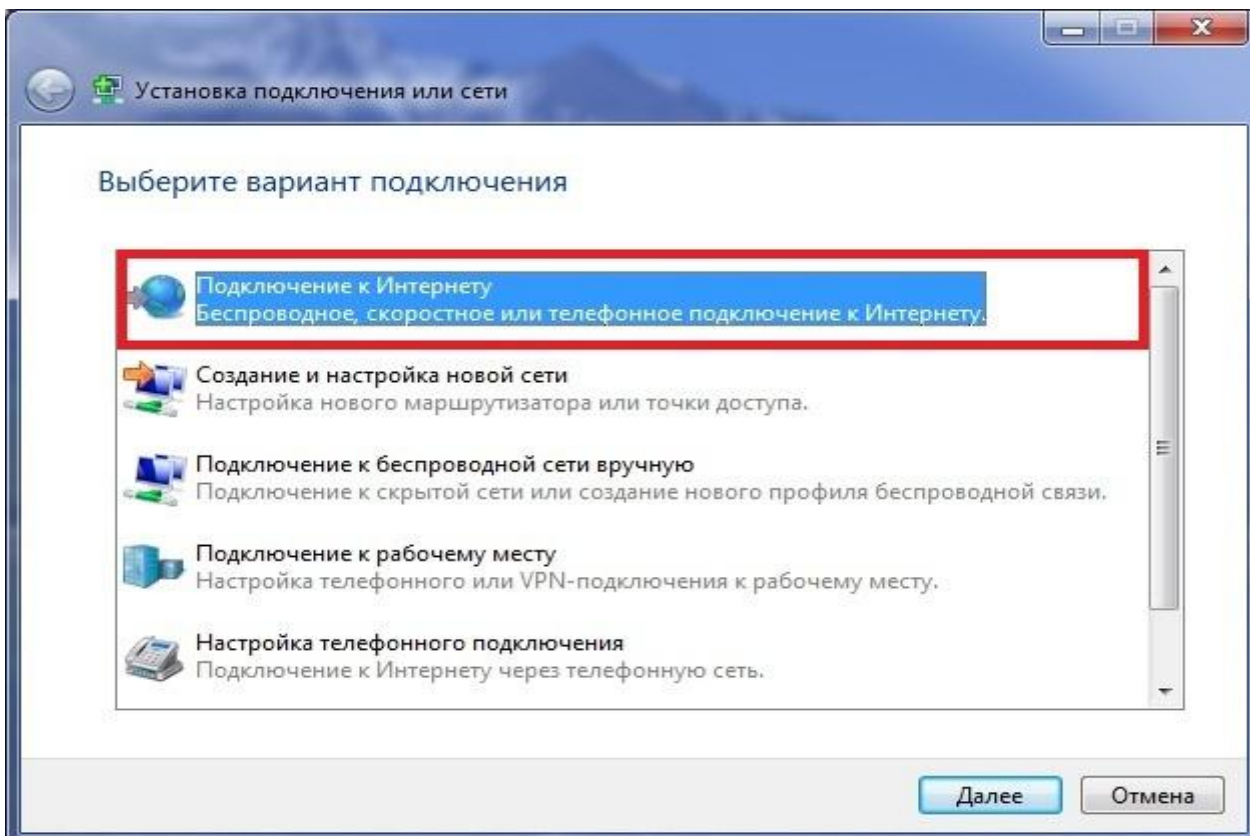 Установка подключения или сети
Выберите вариант подключения
Подключение к Интернету
Беспроводное, скоростное или телефонное подключение к Интернету.
Создание и настройка новой сети
Настройка нового маршрутизатора или точки доступа.
Подключение к беспроводной сети вручную
Подключение к скрытой сети или создание нового профиля беспроводной связи.
Подключение к рабочему месту
Настройка телефонного или VPN-подключения к рабочему месту.
Настройка телефонного подключения
Подключение к Интернету через телефонную сеть.
Далее
Отмена